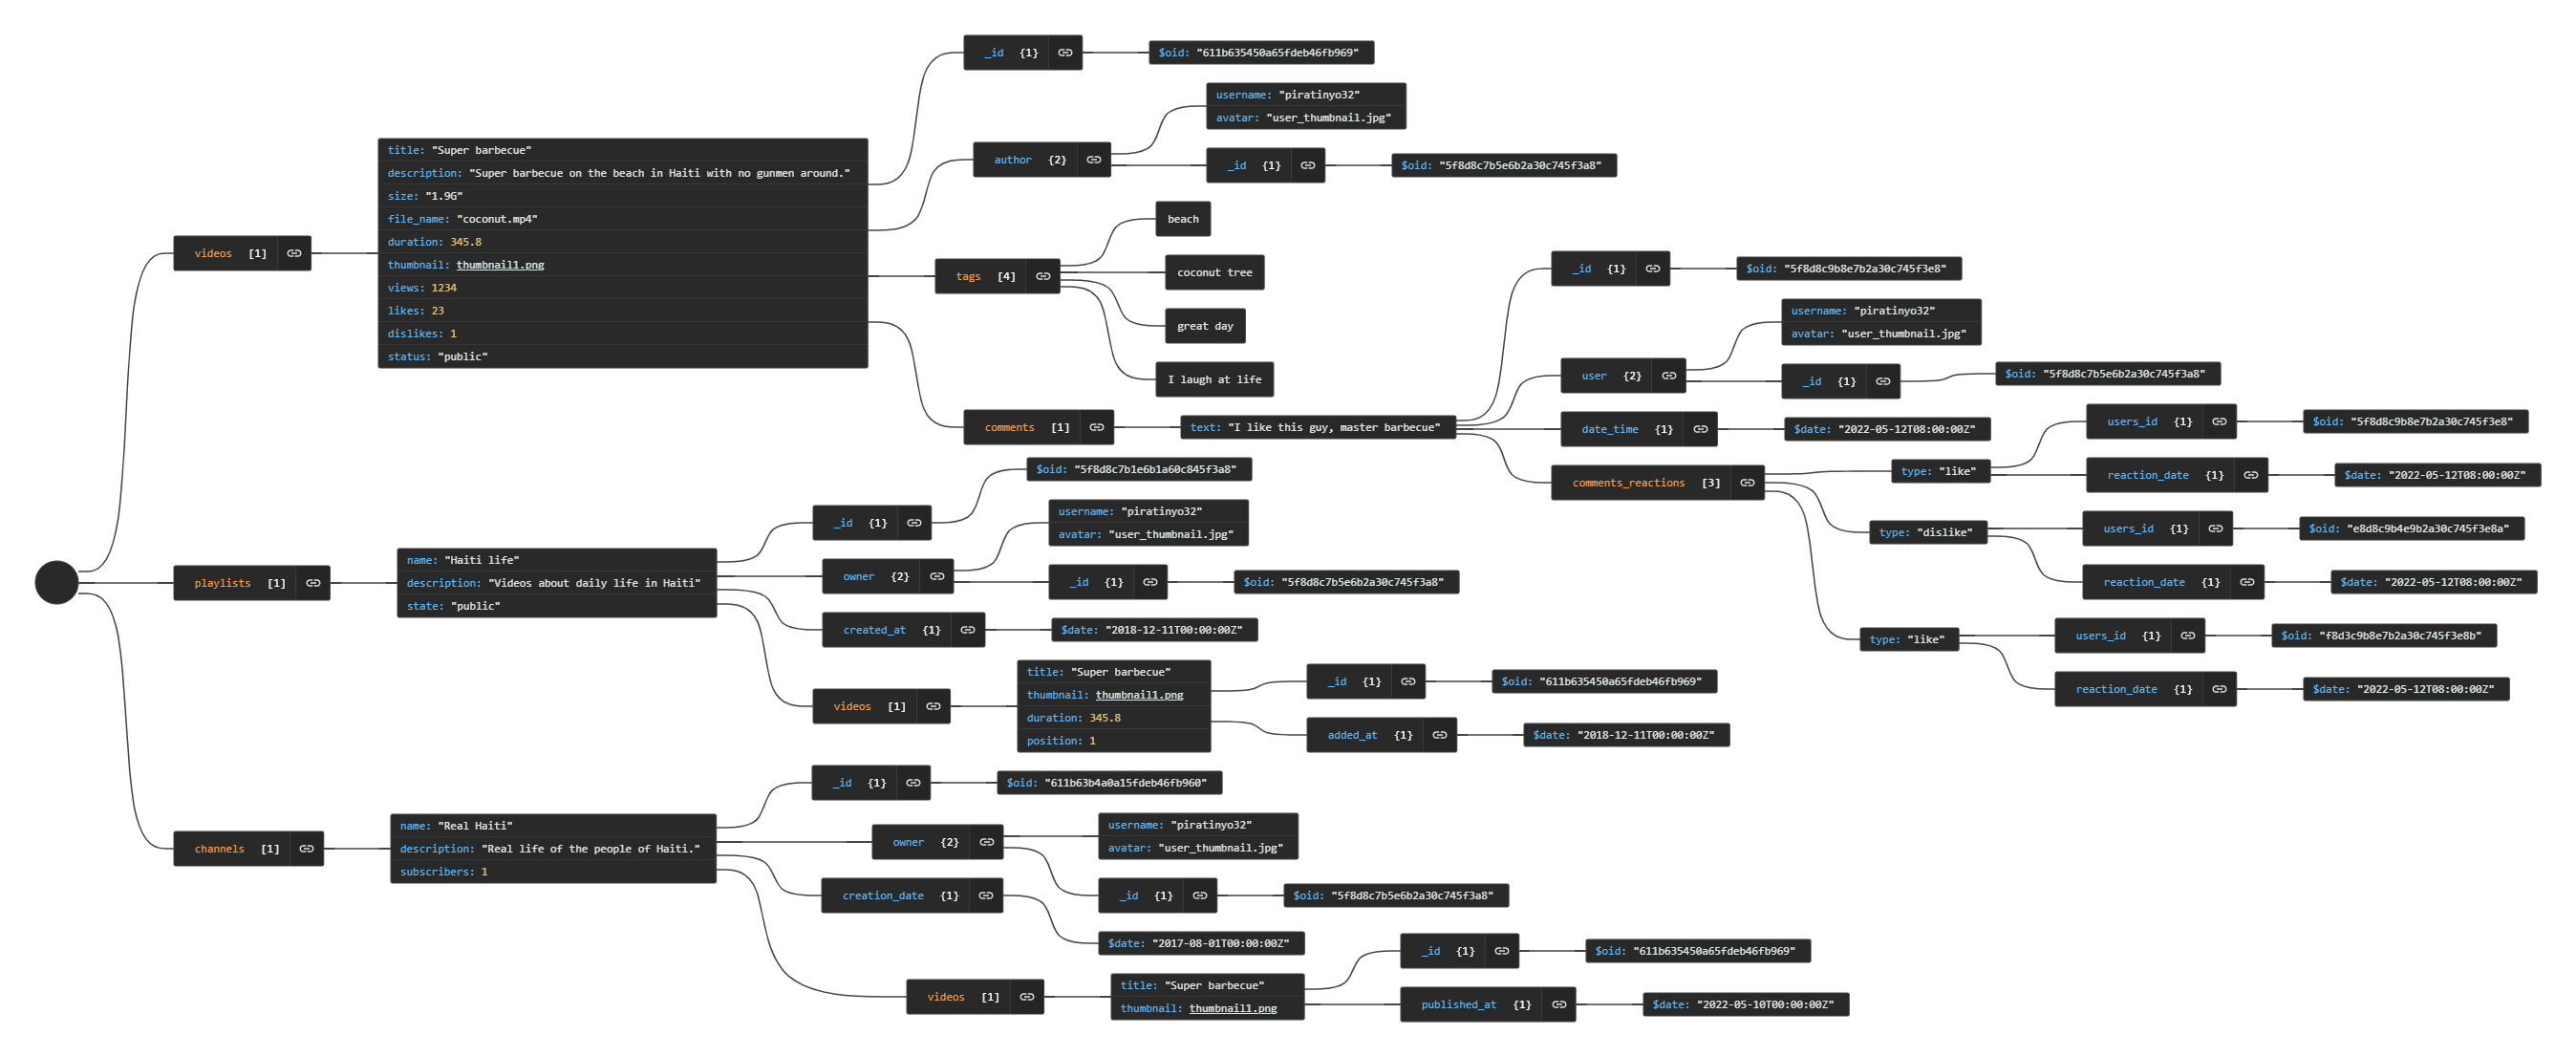 videos [1]
title: "Super barbecue"
description: "Super barbecue on the beach in Haiti with no gunmen around."
size: "1.9G"
file_name: "coconut.mp4"
duration: 345.8
thumbnail: thumbnail1.png
views: 1234
likes: 23
dislikes: 1
status: "public"
_id {1}
$oid: "611b635450a65fdeb46fb969"
author {2}
username: "piratinyo32"
avatar: "user_thumbnail.jpg"
_id {1}
$oid: "5f8d8c7b5e6b2a30c745f3a8"
tags [4]
beach
coconut tree
great day
I laugh at life
comments [1]
text: "I like this guy, master barbecue"
_id {1}
$oid: "5f8d8c9b8e7b2a30c745f3e8"
user {2}
username: "piratinyo32"
avatar: "user_thumbnail.jpg"
_id {1}
$oid: "5f8d8c7b5e6b2a30c745f3a8"
date_time {1}
$date: "2022-05-12T08:00:00Z"
comments_reactions [3]
type: "like"
users_id {1}
$oid: "5f8d8c9b8e7b2a30c745f3e8"
reaction_date {1}
$date: "2022-05-12T08:00:00Z"
type: "dislike"
users_id {1}
$oid: "e8d8c9b4e9b2a30c745f3e8a"
reaction_date {1}
$date: "2022-05-12T08:00:00Z"
type: "like"
users_id {1}
$oid: "f8d3c9b8e7b2a30c745f3e8b"
reaction_date {1}
$date: "2022-05-12T08:00:00Z"
playlists [1]
name: "Haiti life"
description: "Videos about daily life in Haiti"
state: "public"
_id {1}
$oid: "5f8d8c7b1e6b1a60c845f3a8"
owner {2}
username: "piratinyo32"
avatar: "user_thumbnail.jpg"
_id {1}
$oid: "5f8d8c7b5e6b2a30c745f3a8"
created_at {1}
$date: "2018-12-11T00:00:00Z"
videos [1]
title: "Super barbecue"
thumbnail: thumbnail1.png
duration: 345.8
position: 1
_id {1}
$oid: "611b635450a65fdeb46fb969"
added_at {1}
$date: "2018-12-11T00:00:00Z"
channels [1]
name: "Real Haiti"
description: "Real life of the people of Haiti."
subscribers: 1
_id {1}
$oid: "611b63b4a0a15fdeb46fb960"
owner {2}
username: "piratinyo32"
avatar: "user_thumbnail.jpg"
_id {1}
$oid: "5f8d8c7b5e6b2a30c745f3a8"
creation_date {1}
$date: "2017-08-01T00:00:00Z"
videos [1]
title: "Super barbecue"
thumbnail: thumbnail1.png
_id {1}
$oid: "611b635450a65fdeb46fb969"
published_at {1}
$date: "2022-05-10T00:00:00Z"